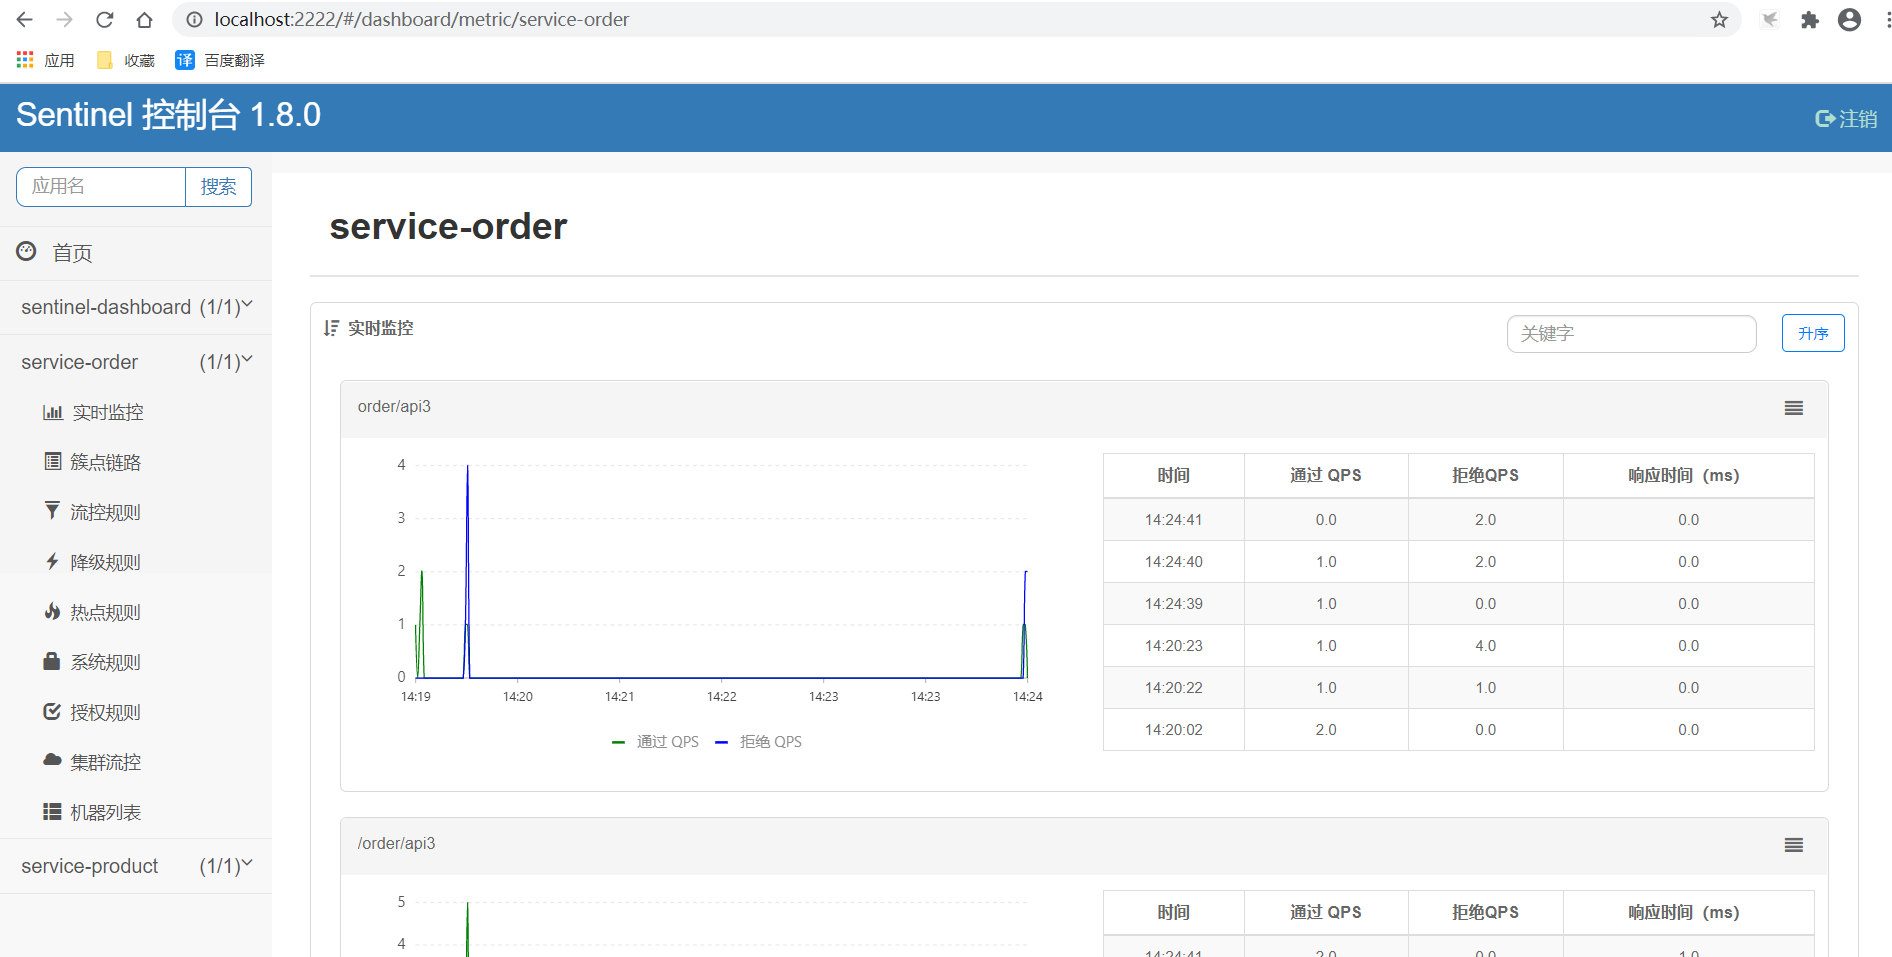 localhost:2222/#/dashboard/metric/service-order
应用 收藏 译 百度翻译
Sentinel 控制台 1.8.0
注销
应用名 搜索
首页
sentinel-dashboard (1/1)
service-order (1/1)
实时监控
簇点链路
流控规则
降级规则
热点规则
系统规则
授权规则
集群流控
机器列表
service-product (1/1)
service-order
实时监控 关键字 升序
order/api3
4
3
2
1
0
14:19 14:20 14:21 14:22 14:23 14:23 14:24
通过 QPS 拒绝 QPS
时间 通过 QPS 拒绝QPS 响应时间（ms）
14:24:41 0.0 2.0 0.0
14:24:40 1.0 2.0 0.0
14:24:39 1.0 0.0 0.0
14:20:23 1.0 4.0 0.0
14:20:22 1.0 1.0 0.0
14:20:02 2.0 0.0 0.0
/order/api3
5
4
时间 通过 QPS 拒绝QPS 响应时间（ms）
14:24:41 2.0 0.0 1.0